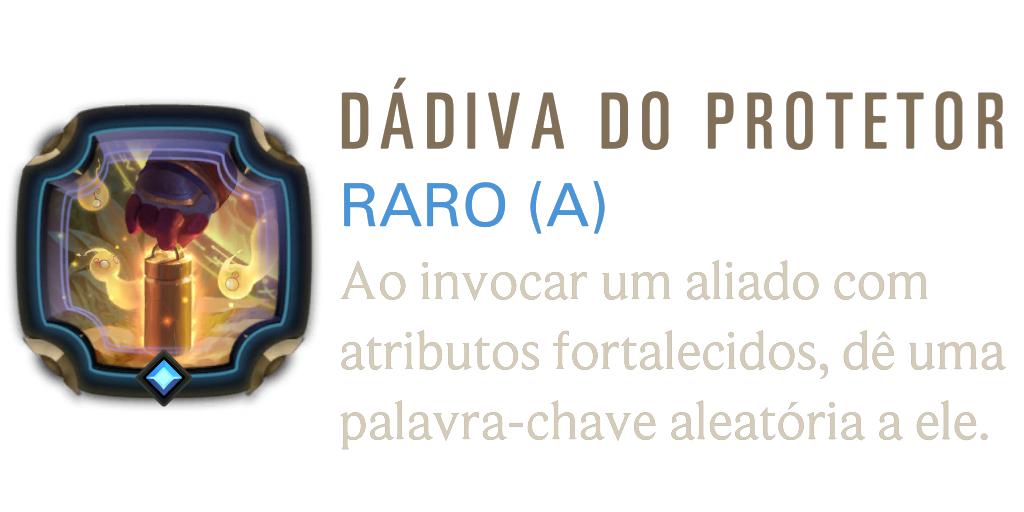 DÁDIVA DO PROTETOR
RARO (A)
Ao invocar um aliado com
atributos fortalecidos, dê uma
palavra-chave aleatória a ele.